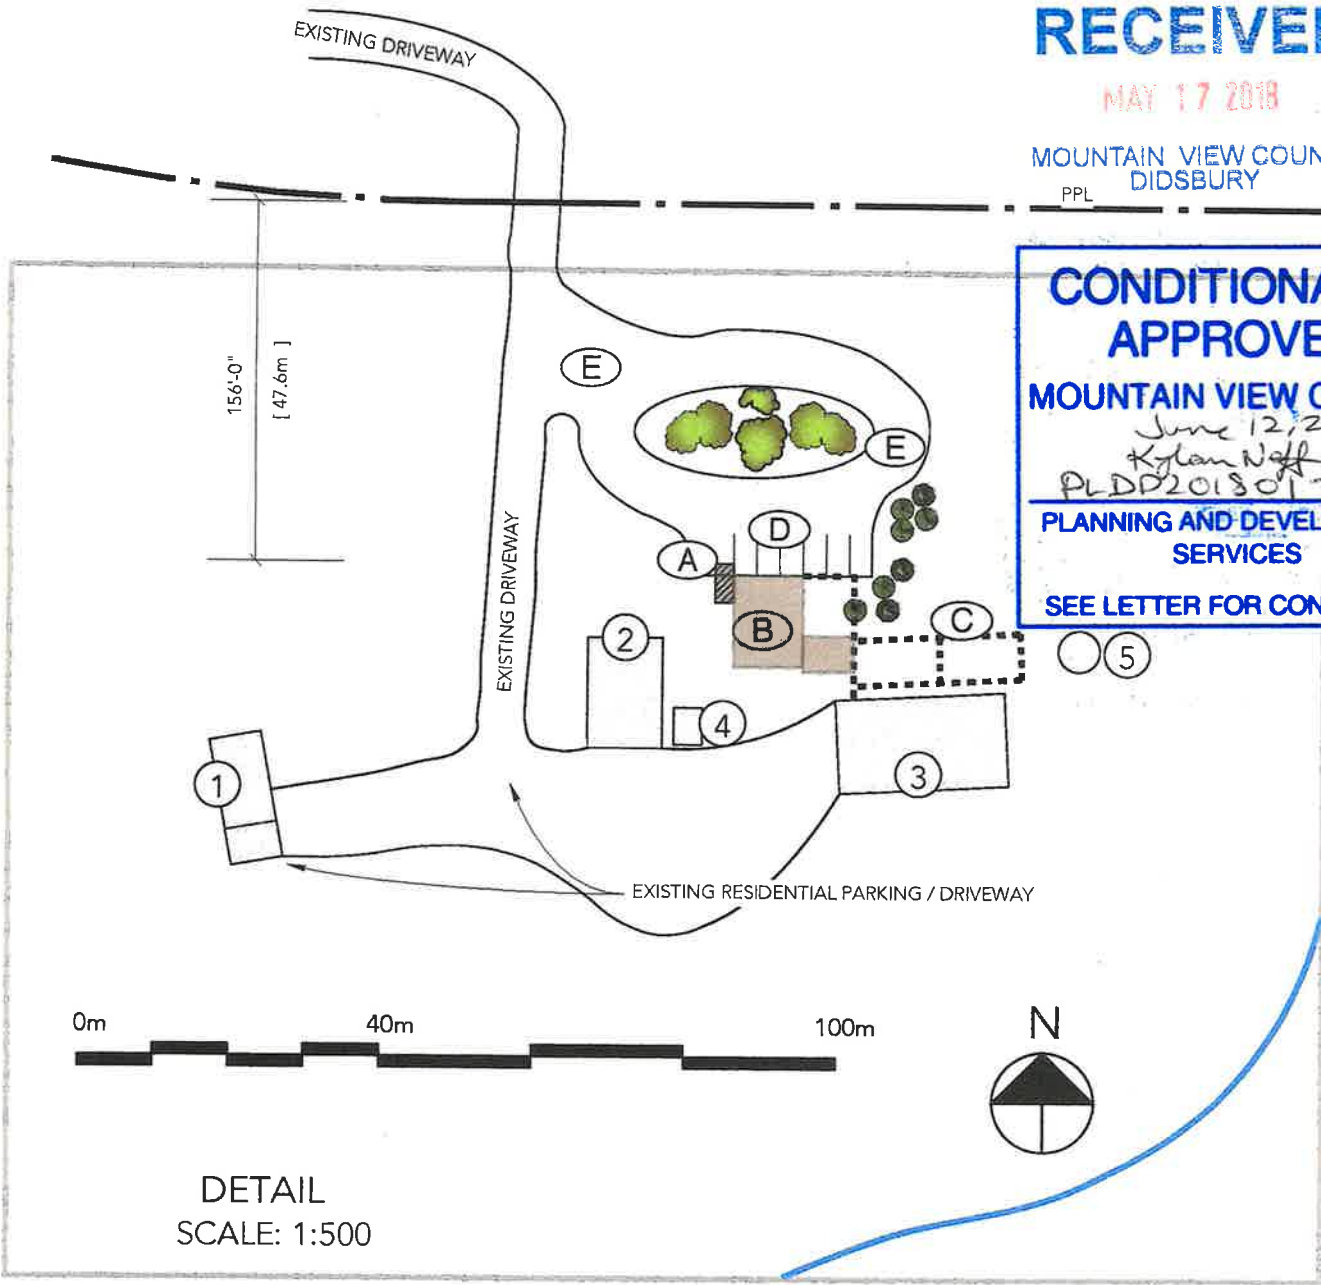 EXISTING DRIVEWAY
RECEIVE
MAY 17 2018
MOUNTAIN VIEW COUN
DIDSBURY
PPL
156'-0"
[ 47.6m ]
CONDITIONA
APPROVE
MOUNTAIN VIEW C
June 12, 2
PLDP201801
PLANNING AND DEVEL
SERVICES
SEE LETTER FOR CON
E
E
D
A
B
C
EXISTING DRIVEWAY
2
5
4
1
3
EXISTING RESIDENTIAL PARKING / DRIVEWAY
0m 40m 100m
N
DETAIL
SCALE: 1:500